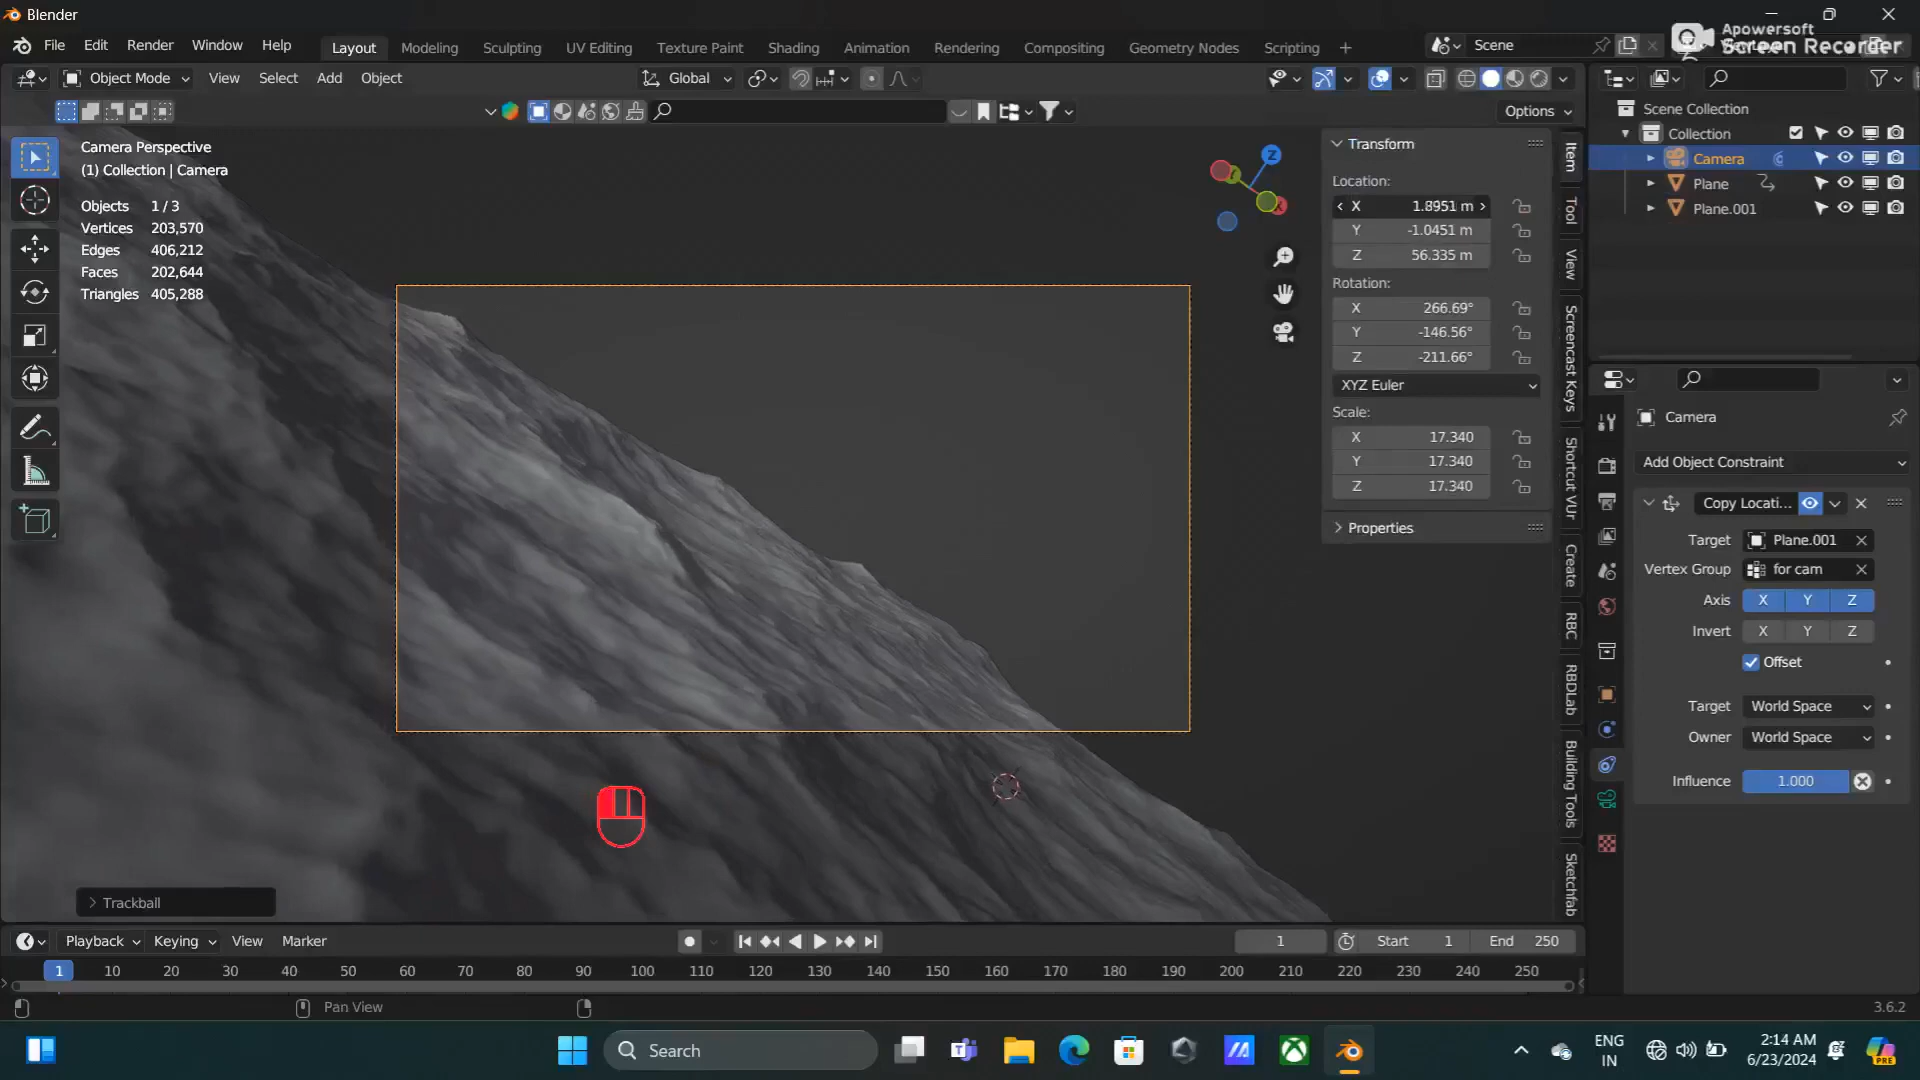 Blender
File Edit Render Window Help
Layout Modeling Sculpting UV Editing Texture Paint Shading Animation Rendering Compositing Geometry Nodes Scripting +
Scene
Apowersoft
Screen Recorder
Object Mode View Select Add Object
Global
Options
Camera Perspective
(1) Collection | Camera
Objects 1 / 3
Vertices 203,570
Edges 406,212
Faces 202,644
Triangles 405,288
Z
X
Transform
Location:
X 1.8951 m
Y -1.0451 m
Z 56.335 m
Rotation:
X 266.69°
Y -146.56°
Z -211.66°
XYZ Euler
Scale:
X 17.340
Y 17.340
Z 17.340
Properties
Item
Tool
View
Screencast Keys
Shortcut VUr
Create
RBC
RBDLab
Building Tools
Sketchfab
Scene Collection
Collection
Camera
Plane
Plane.001
Camera
Add Object Constraint
Copy Locati...
Target Plane.001
Vertex Group for cam
Axis X Y Z
Invert X Y Z
Offset
Target World Space
Owner World Space
Influence 1.000
Trackball
Playback Keying View Marker
1 Start 1 End 250
1 10 20 30 40 50 60 70 80 90 100 110 120 130 140 150 160 170 180 190 200 210 220 230 240 250
Pan View
3.6.2
Search
ENG
IN
2:14 AM
6/23/2024
PRE